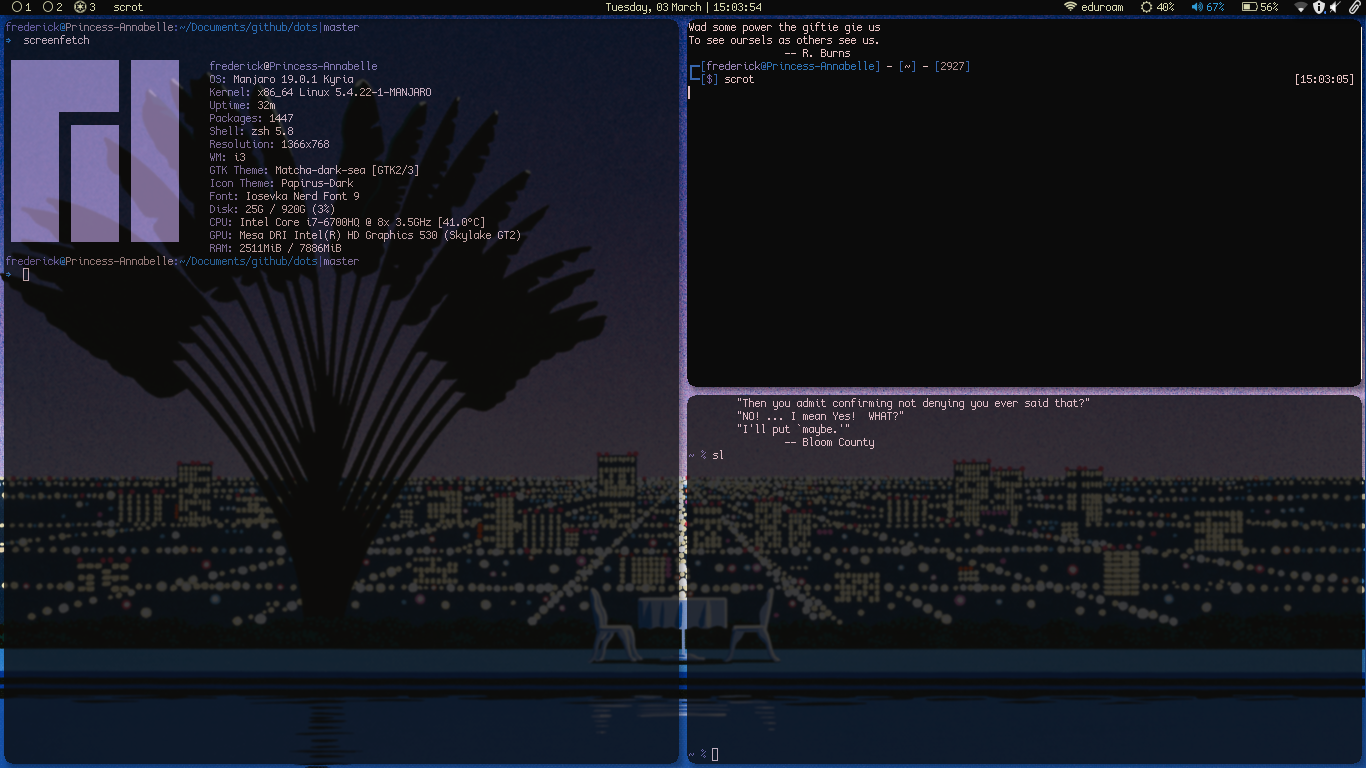 1 2 3 scrot Tuesday, 03 March | 15:03:54 eduroam 40% 67% 56%
frederick@Princess-Annabelle:~/Documents/github/dots|master
➜ screenfetch
frederick@Princess-Annabelle
OS: Manjaro 19.0.1 Kyria
Kernel: x86_64 Linux 5.4.22-1-MANJARO
Uptime: 32m
Packages: 1447
Shell: zsh 5.8
Resolution: 1366x768
WM: i3
GTK Theme: Matcha-dark-sea [GTK2/3]
Icon Theme: Papirus-Dark
Font: Iosevka Nerd Font 9
Disk: 25G / 920G (3%)
CPU: Intel Core i7-6700HQ @ 8x 3.5GHz [41.0°C]
GPU: Mesa DRI Intel(R) HD Graphics 530 (Skylake GT2)
RAM: 2511MiB / 7886MiB
frederick@Princess-Annabelle:~/Documents/github/dots|master
➜
Wad some power the giftie gie us
To see oursels as others see us.
-- R. Burns
[frederick@Princess-Annabelle] - [~] - [2927]
[$] scrot [15:03:05]
"Then you admit confirming not denying you ever said that?"
"NO! ... I mean Yes!  WHAT?"
"I'll put `maybe.'"
-- Bloom County
~ % sl
~ %